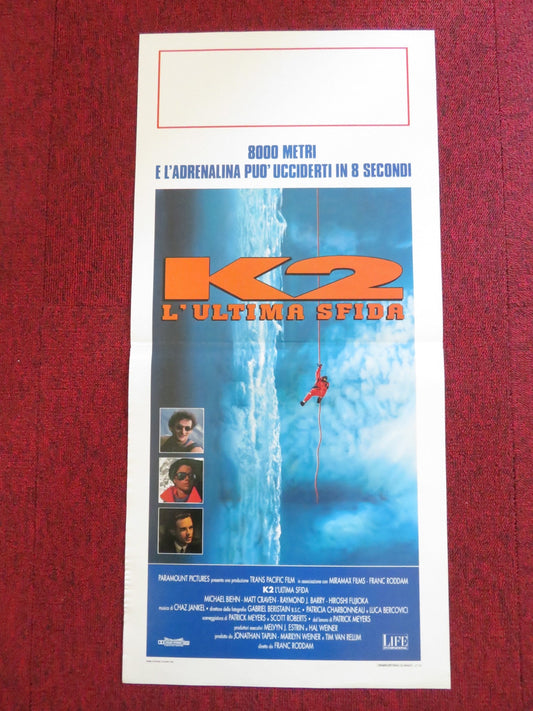 8000 METRI
E L'ADRENALINA PUO' UCCIDERTI IN 8 SECONDI
K2
L'ULTIMA SFIDA
PARAMOUNT PICTURES presenta una produzione TRANS PACIFIC FILM in associazione con MIRAMAX FILMS - FRANC RODDAM
K2 L'ULTIMA SFIDA
MICHAEL BIEHN - MATT CRAVEN - RAYMOND J. BARRY - HIROSHI FUJIOKA
musica di CHAZ JANKEL • direttore della fotografia GABRIEL BERISTAIN B.S.C. • PATRICIA CHARBONNEAU e LUCA BERCOVICI
sceneggiatura di PATRICK MEYERS e SCOTT ROBERTS • dal lavoro di PATRICK MEYERS
produttori esecutivi MELVYN J. ESTRIN e HAL WEINER
prodotto da JONATHAN TAPLIN - MARILYN WEINER e TIM VAN RELLIM
diretto da FRANC RODDAM
LIFE